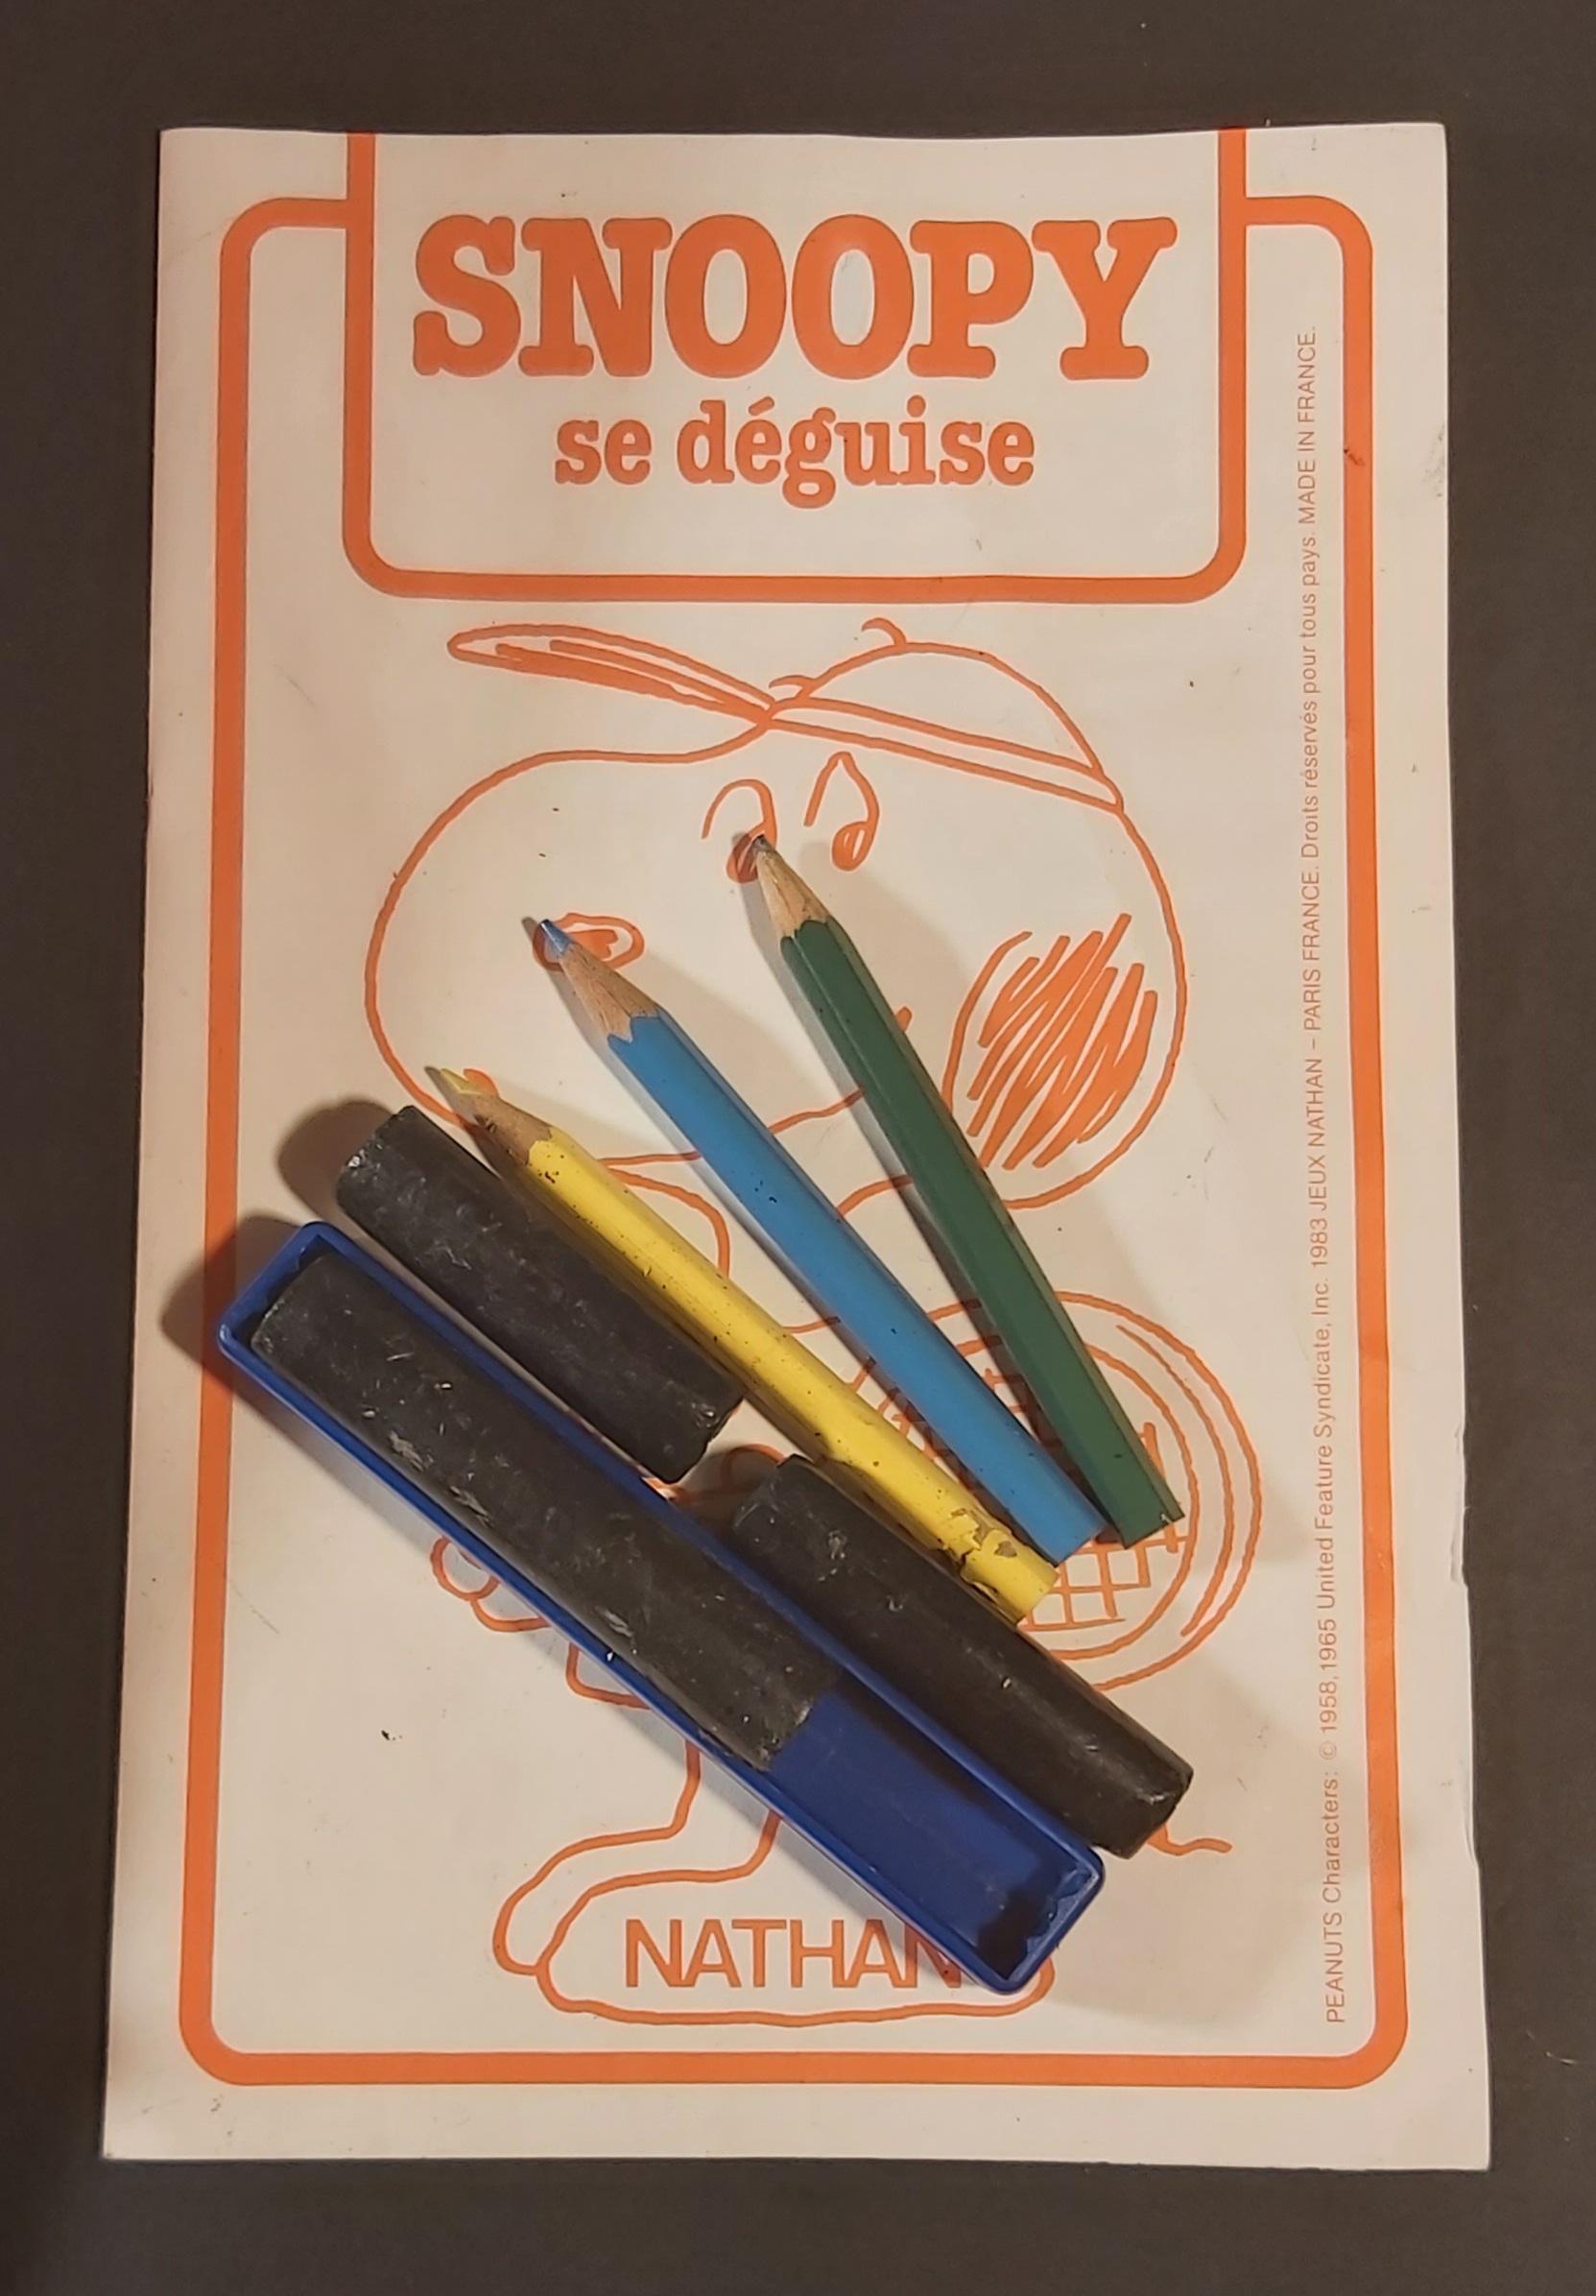 SNOOPY
se déguise
NATHAN
PEANUTS Characters: © 1958, 1965 United Feature Syndicate, Inc. 1983 JEUX NATHAN – PARIS FRANCE. Droits réservés pour tous pays. MADE IN FRANCE.